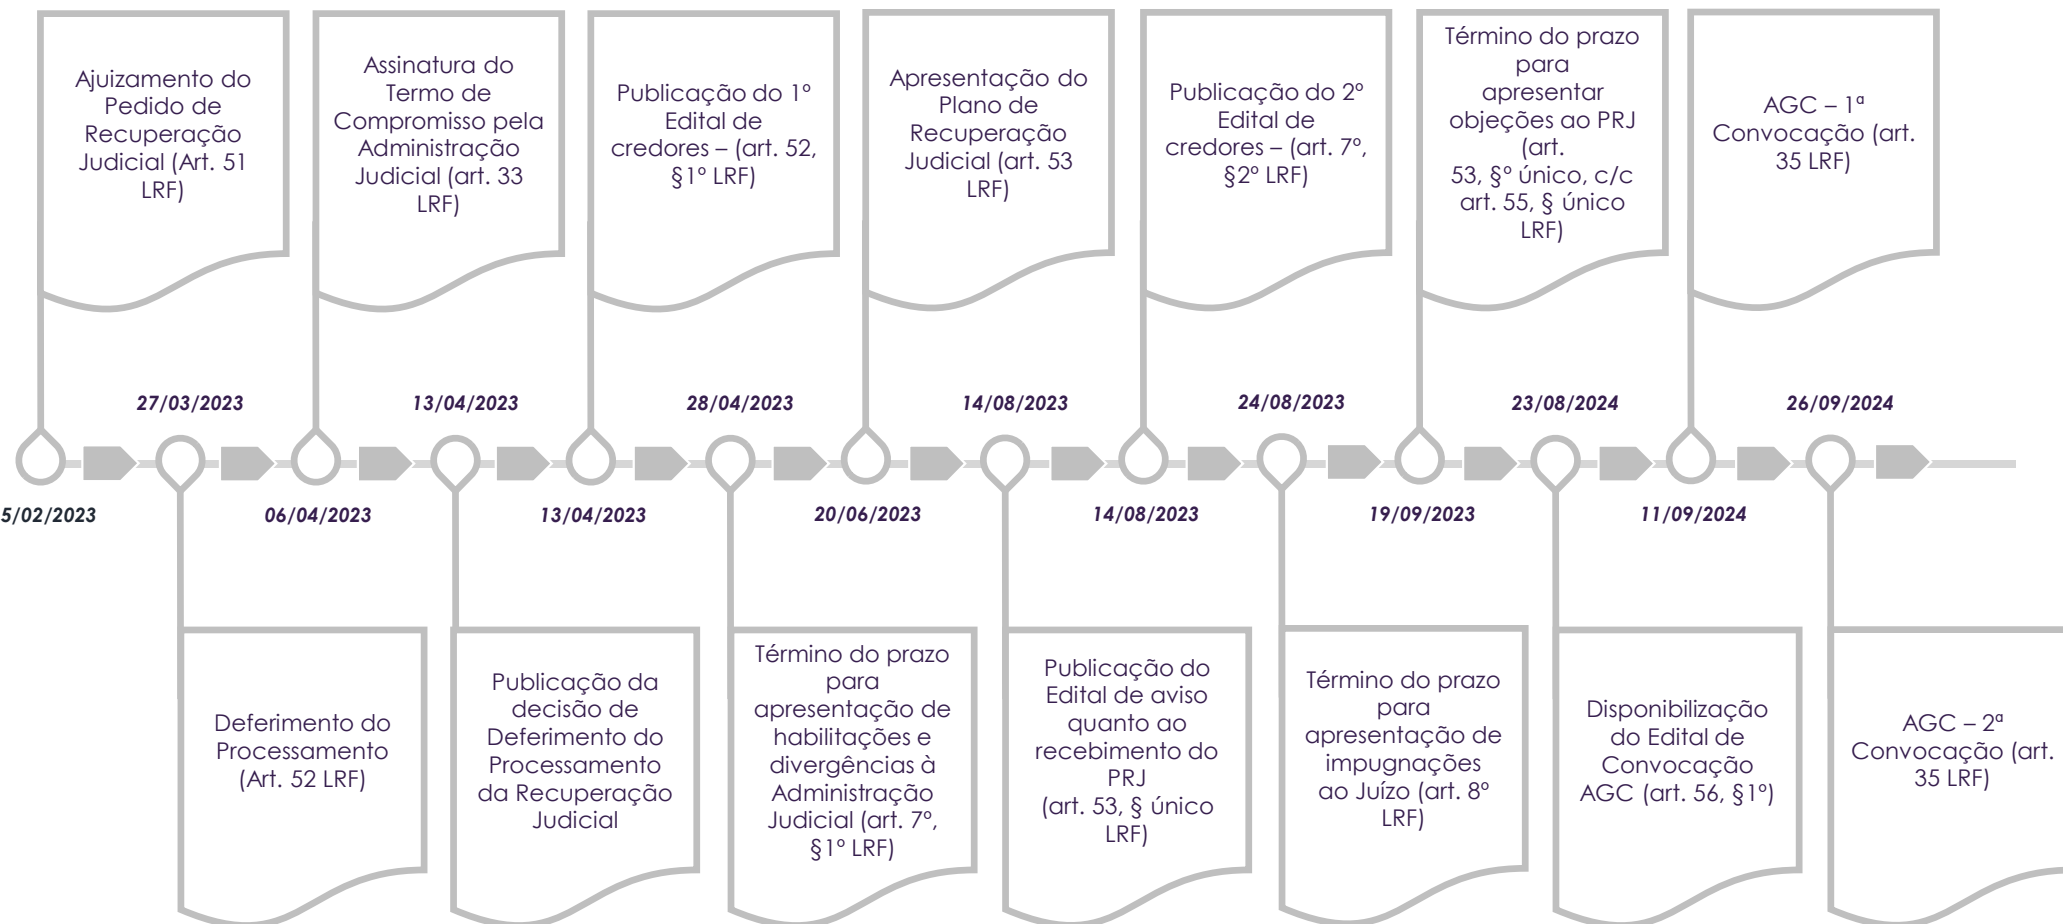 Ajuizamento do
Pedido de
Recuperação
Judicial (Art. 51
LRF)
Assinatura do
Termo de
Compromisso pela
Administração
Judicial (art. 33
LRF)
Publicação do 1º
Edital de
credores – (art. 52,
§1º LRF)
Apresentação do
Plano de
Recuperação
Judicial (art. 53
LRF)
Publicação do 2º
Edital de
credores – (art. 7º,
§2º LRF)
Término do prazo
para
apresentar
objeções ao PRJ
(art.
53, §º único, c/c
art. 55, § único
LRF)
AGC – 1ª
Convocação (art.
35 LRF)
27/03/2023
13/04/2023
28/04/2023
14/08/2023
24/08/2023
23/08/2024
26/09/2024
5/02/2023
06/04/2023
13/04/2023
20/06/2023
14/08/2023
19/09/2023
11/09/2024
Deferimento do
Processamento
(Art. 52 LRF)
Publicação da
decisão de
Deferimento do
Processamento
da Recuperação
Judicial
Término do prazo
para
apresentação de
habilitações e
divergências à
Administração
Judicial (art. 7º,
§1º LRF)
Publicação do
Edital de aviso
quanto ao
recebimento do
PRJ
(art. 53, § único
LRF)
Término do prazo
para
apresentação de
impugnações
ao Juízo (art. 8º
LRF)
Disponibilização
do Edital de
Convocação
AGC (art. 56, §1º)
AGC – 2ª
Convocação (art.
35 LRF)